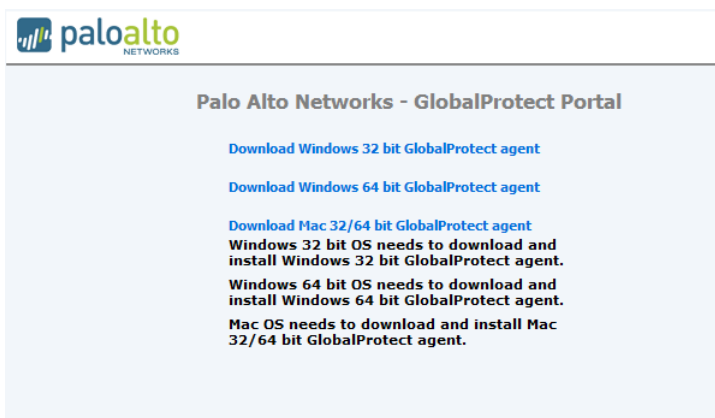 paloalto
NETWORKS
Palo Alto Networks - GlobalProtect Portal
Download Windows 32 bit GlobalProtect agent
Download Windows 64 bit GlobalProtect agent
Download Mac 32/64 bit GlobalProtect agent
Windows 32 bit OS needs to download and
install Windows 32 bit GlobalProtect agent.
Windows 64 bit OS needs to download and
install Windows 64 bit GlobalProtect agent.
Mac OS needs to download and install Mac
32/64 bit GlobalProtect agent.